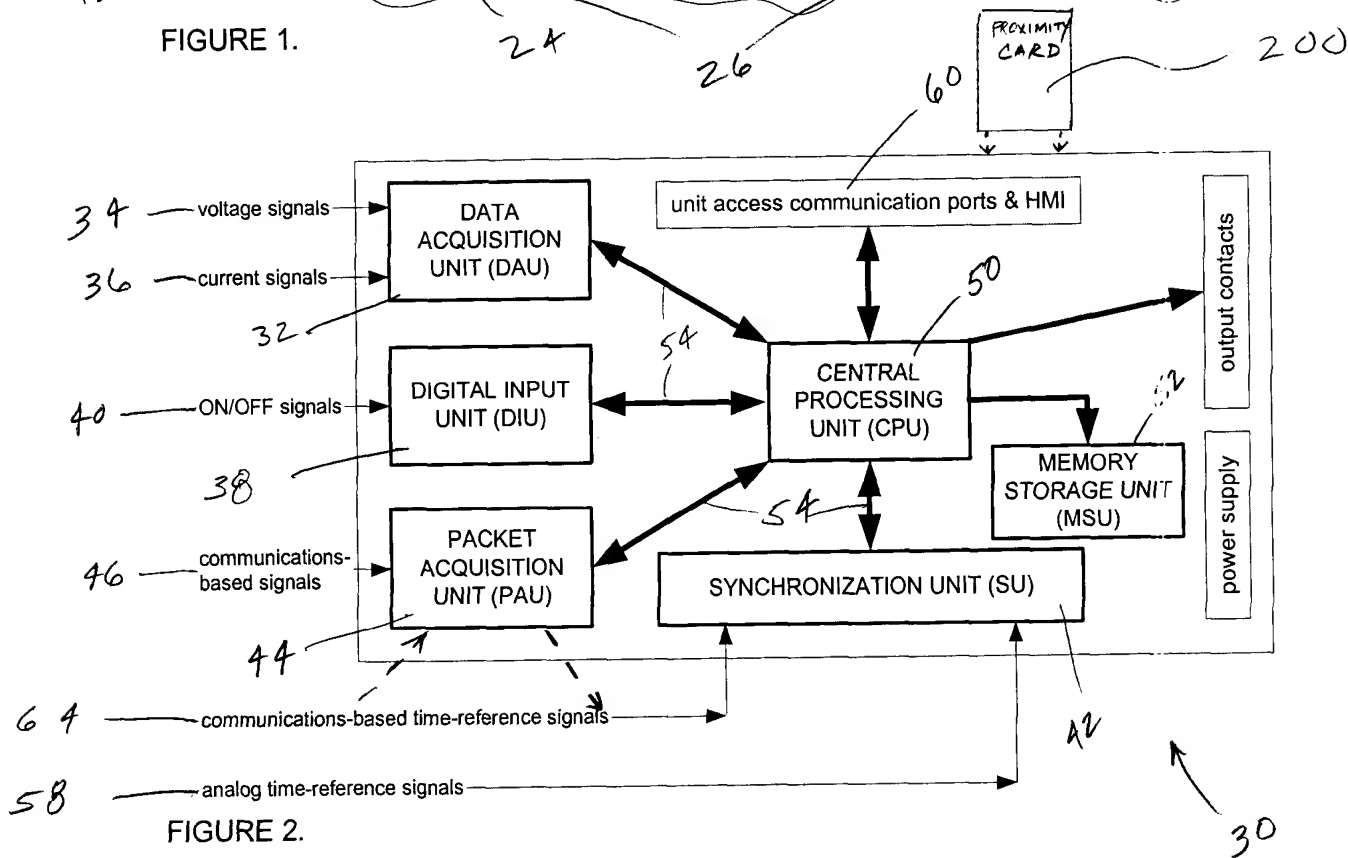 FIGURE 1.
24
26
PROXIMITY
CARD
200
60
34
voltage signals
36
current signals
DATA
ACQUISITION
UNIT (DAU)
32
unit access communication ports & HMI
output contacts
50
54
40
ON/OFF signals
DIGITAL INPUT
UNIT (DIU)
38
CENTRAL
PROCESSING
UNIT (CPU)
MEMORY
STORAGE UNIT
(MSU)
power supply
54
46
communications-
based signals
PACKET
ACQUISITION
UNIT (PAU)
44
SYNCHRONIZATION UNIT (SU)
42
64
communications-based time-reference signals
58
analog time-reference signals
30
FIGURE 2.